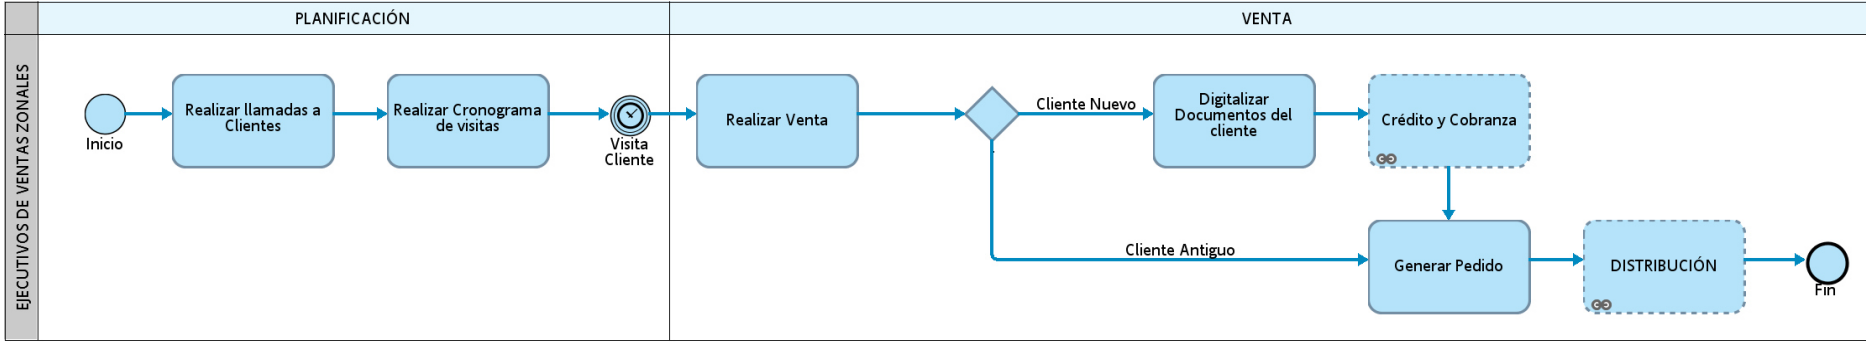 PLANIFICACIÓN
VENTA
EJECUTIVOS DE VENTAS ZONALES
Inicio
Realizar llamadas a
Clientes
Realizar Cronograma
de visitas
Visita
Cliente
Realizar Venta
Cliente Nuevo
Digitalizar
Documentos del
cliente
Crédito y Cobranza
Cliente Antiguo
Generar Pedido
DISTRIBUCIÓN
Fin